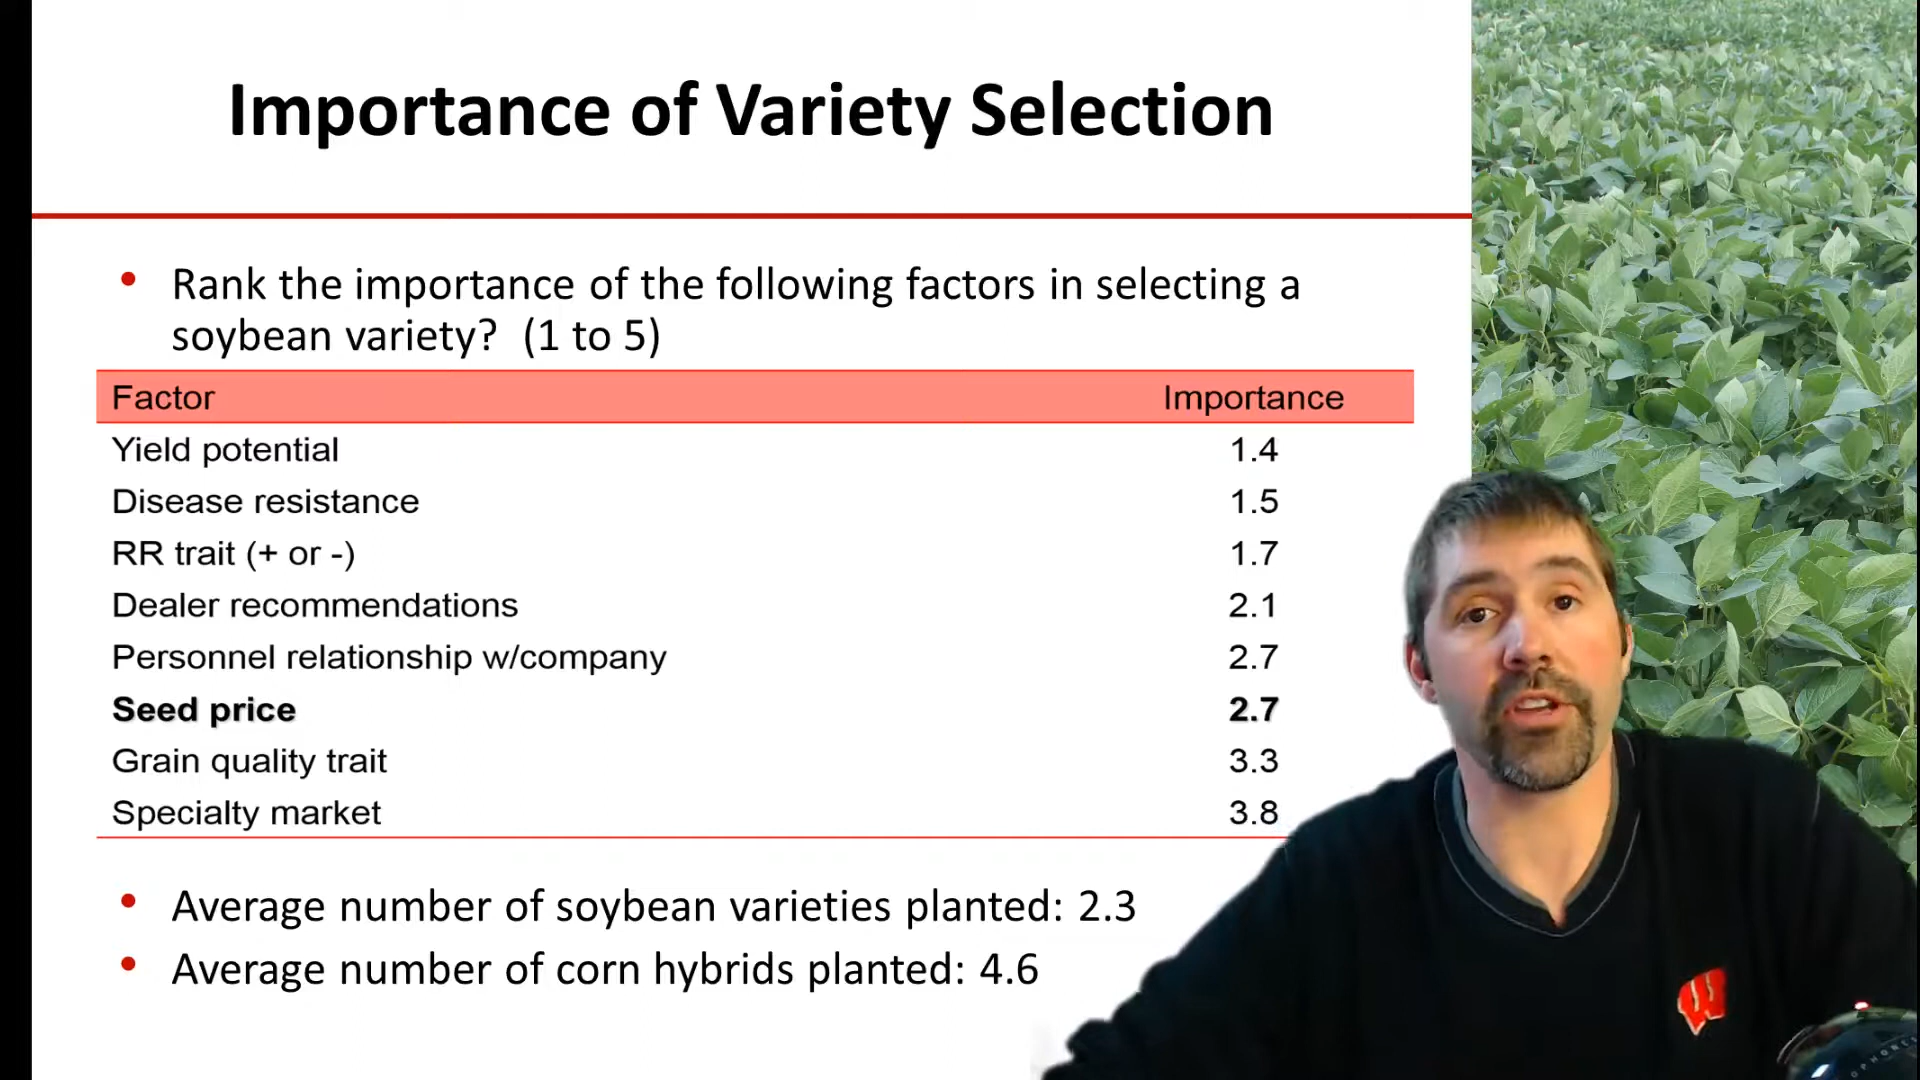 Importance of Variety Selection
• Rank the importance of the following factors in selecting a
soybean variety?  (1 to 5)
Factor Importance
Yield potential 1.4
Disease resistance 1.5
RR trait (+ or -) 1.7
Dealer recommendations 2.1
Personnel relationship w/company 2.7
Seed price 2.7
Grain quality trait 3.3
Specialty market 3.8
• Average number of soybean varieties planted: 2.3
• Average number of corn hybrids planted: 4.6
W